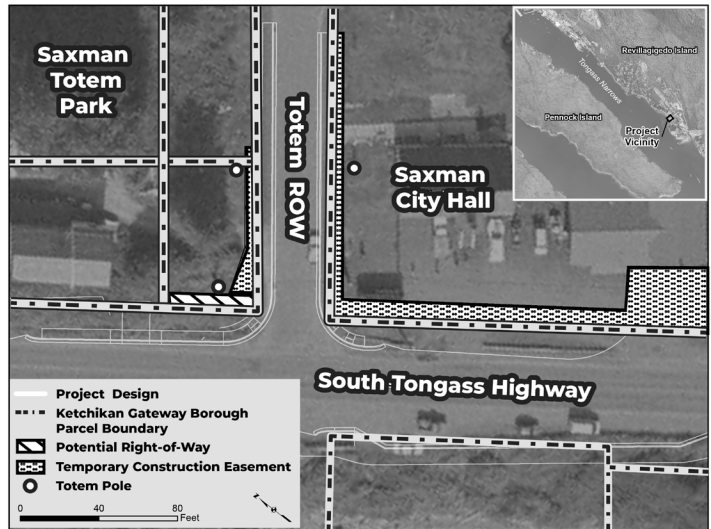 Saxman
Totem
Park
Totem ROW
Saxman
City Hall
Revillagigedo Island
Tongass Narrows
Pennock Island
Project
Vicinity
South Tongass Highway
Project Design
Ketchikan Gateway Borough
Parcel Boundary
Potential Right-of-Way
Temporary Construction Easement
Totem Pole
0 40 80
Feet